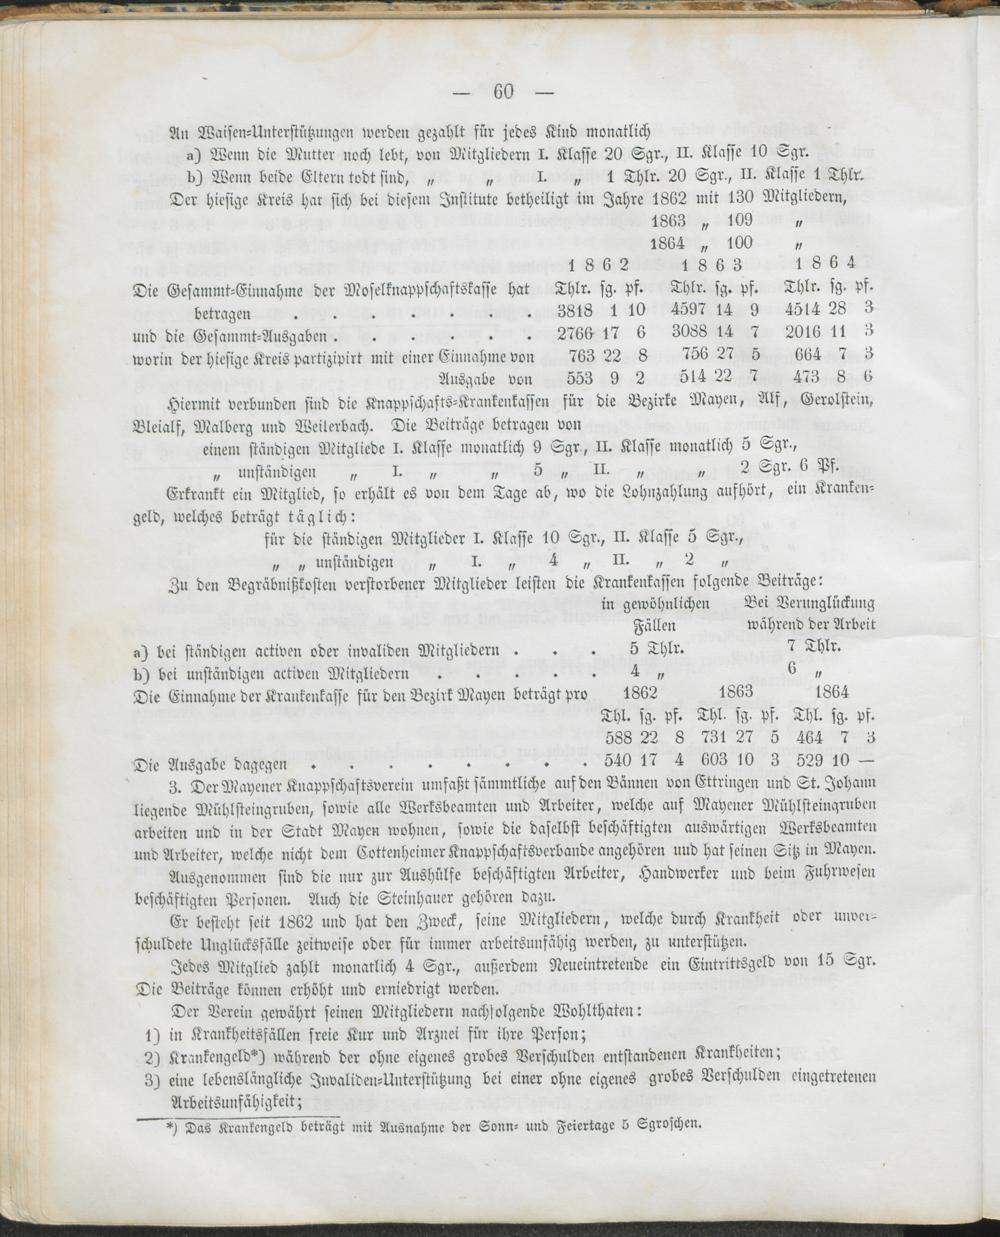 — 60 —
An Waisen-Unterstützungen werden gezahlt für jedes Kind monatlich
a) Wenn die Mutter noch lebt, von Mitgliedern I. Klasse 20 Sgr., II. Klasse 10 Sgr.
b) Wenn beide Eltern todt sind, „ „ I. „ 1 Thlr. 20 Sgr., II. Klasse 1 Thlr.
Der hiesige Kreis hat sich bei diesem Institute betheiligt im Jahre 1862 mit 130 Mitgliedern,
1863 „ 109 „
1864 „ 100 „
1862 1863 1864
Die Gesammt-Einnahme der Moselknappschaftskasse hat Thlr. sg. pf. Thlr. sg. pf. Thlr. sg. pf.
betragen . . . . . . . 3818 1 10 4597 14 9 4514 28 3
und die Gesammt-Ausgaben . . . . . . 2766 17 6 3088 14 7 2016 11 3
worin der hiesige Kreis partizipirt mit einer Einnahme von 763 22 8 756 27 5 664 7 3
Ausgabe von 553 9 2 514 22 7 473 8 6
Hiermit verbunden sind die Knappschafts-Krankenkassen für die Bezirke Mayen, Alf, Gerolstein,
Bleialf, Malberg und Weilerbach. Die Beiträge betragen von
einem ständigen Mitgliede I. Klasse monatlich 9 Sgr., II. Klasse monatlich 5 Sgr.,
„ unständigen „ I. „ „ 5 „ II. „ „ 2 Sgr. 6 Pf.
Erkrankt ein Mitglied, so erhält es von dem Tage ab, wo die Lohnzahlung aufhört, ein Kranken-
geld, welches beträgt täglich:
für die ständigen Mitglieder I. Klasse 10 Sgr., II. Klasse 5 Sgr.,
„ „ unständigen „ I. „ 4 „ II. „ 2 „
Zu den Begräbnißkosten verstorbener Mitglieder leisten die Krankenkassen folgende Beiträge:
in gewöhnlichen Bei Verunglückung
Fällen während der Arbeit
a) bei ständigen activen oder invaliden Mitgliedern . . . 5 Thlr. 7 Thlr.
b) bei unständigen activen Mitgliedern . . . . . 4 „ 6 „
Die Einnahme der Krankenkasse für den Bezirk Mayen beträgt pro 1862 1863 1864
Thl. sg. pf. Thl. sg. pf. Thl. sg. pf.
588 22 8 731 27 5 464 7 3
Die Ausgabe dagegen . . . . . . . . 540 17 4 603 10 3 529 10 —
3. Der Mayener Knappschaftsverein umfaßt sämmtliche auf den Bännen von Ettringen und St. Johann
liegende Mühlsteingruben, sowie alle Werksbeamten und Arbeiter, welche auf Mayener Mühlsteingruben
arbeiten und in der Stadt Mayen wohnen, sowie die daselbst beschäftigten auswärtigen Werksbeamten
und Arbeiter, welche nicht dem Cottenheimer Knappschaftsverbande angehören und hat seinen Sitz in Mayen.
Ausgenommen sind die nur zur Aushülfe beschäftigten Arbeiter, Handwerker und beim Fuhrwesen
beschäftigten Personen. Auch die Steinhauer gehören dazu.
Er besteht seit 1862 und hat den Zweck, seine Mitgliedern, welche durch Krankheit oder unver-
schuldete Unglücksfälle zeitweise oder für immer arbeitsunfähig werden, zu unterstützen.
Jedes Mitglied zahlt monatlich 4 Sgr., außerdem Neueintretende ein Eintrittsgeld von 15 Sgr.
Die Beiträge können erhöht und erniedrigt werden.
Der Verein gewährt seinen Mitgliedern nachfolgende Wohlthaten:
1) in Krankheitsfällen freie Kur und Arznei für ihre Person;
2) Krankengeld*) während der ohne eigenes grobes Verschulden entstandenen Krankheiten;
3) eine lebenslängliche Invaliden-Unterstützung bei einer ohne eigenes grobes Verschulden eingetretenen
Arbeitsunfähigkeit;
*) Das Krankengeld beträgt mit Ausnahme der Sonn- und Feiertage 5 Sgroschen.